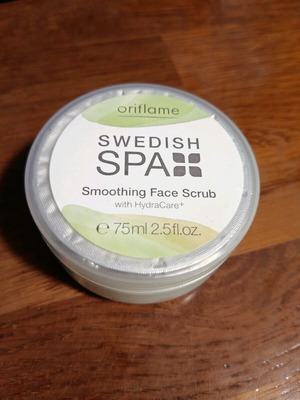 oriflame
SWEDISH
SPA
Smoothing Face Scrub
with HydraCare+
℮ 75ml 2.5fl.oz.